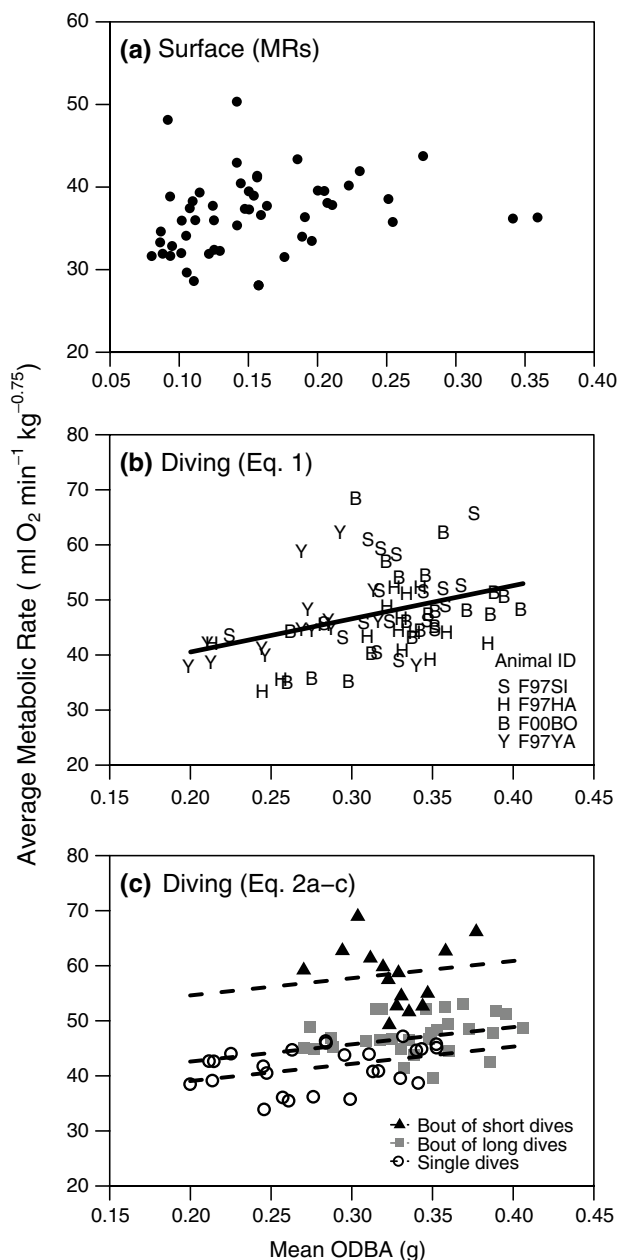 Average Metabolic Rate ( ml O2 min−1 kg−0.75)
(a) Surface (MRs)
60
50
40
30
20
0.05 0.10 0.15 0.20 0.25 0.30 0.35 0.40
(b) Diving (Eq. 1)
80
70
60
50
40
30
20
Animal ID
S F97SI
H F97HA
B F00BO
Y F97YA
0.15 0.20 0.25 0.30 0.35 0.40 0.45
(c) Diving (Eq. 2a–c)
80
70
60
50
40
30
20
Bout of short dives
Bout of long dives
Single dives
0.15 0.20 0.25 0.30 0.35 0.40 0.45
Mean ODBA (g)